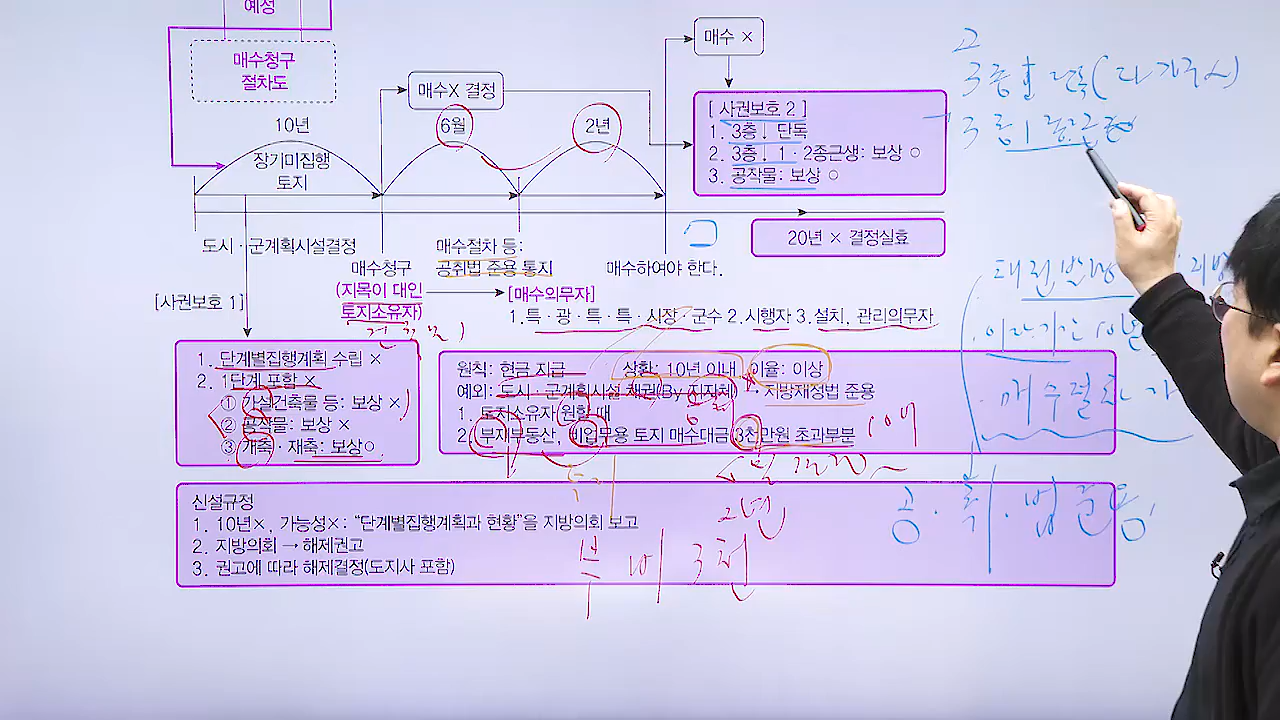 예정
매수청구
절차도
10년
장기미집행
토지
매수X 결정
6월
2년
매수 ×
[ 사권보호 2 ]
1. 3층↓ 단독
2. 3층↓ 1 · 2종근생: 보상 ○
3. 공작물: 보상 ○
20년 × 결정실효
도시 · 군계획시설결정
매수청구
(지목이 대인
토지소유자)
매수절차 등:
공취법 준용 통지
매수하여야 한다.
[사권보호 1]
[매수의무자]
1.특 · 광 · 특 · 특 · 시장 · 군수 2.시행자 3.설치, 관리의무자
1. 단계별집행계획 수립 ×
2. 1단계 포함 ×
① 가설건축물 등: 보상 ×
② 공작물: 보상 ×
③ 개축 · 재축: 보상○
원칙: 현금 지급 상환: 10년 이내 이율: 이상
예외: 도시 · 군계획시설 채권(By 지자체) · 지방재정법 준용
1. 토지소유자 원할 때
2. 부재부동산, 비업무용 토지 매수대금 3천만원 초과부분
신설규정
1. 10년×, 가능성×: “단계별집행계획과 현황”을 지방의회 보고
2. 지방의회 → 해제권고
3. 권고에 따라 해제결정(도지사 포함)
2년
부 비 3천
매수절차
공 · 취 · 법 준용